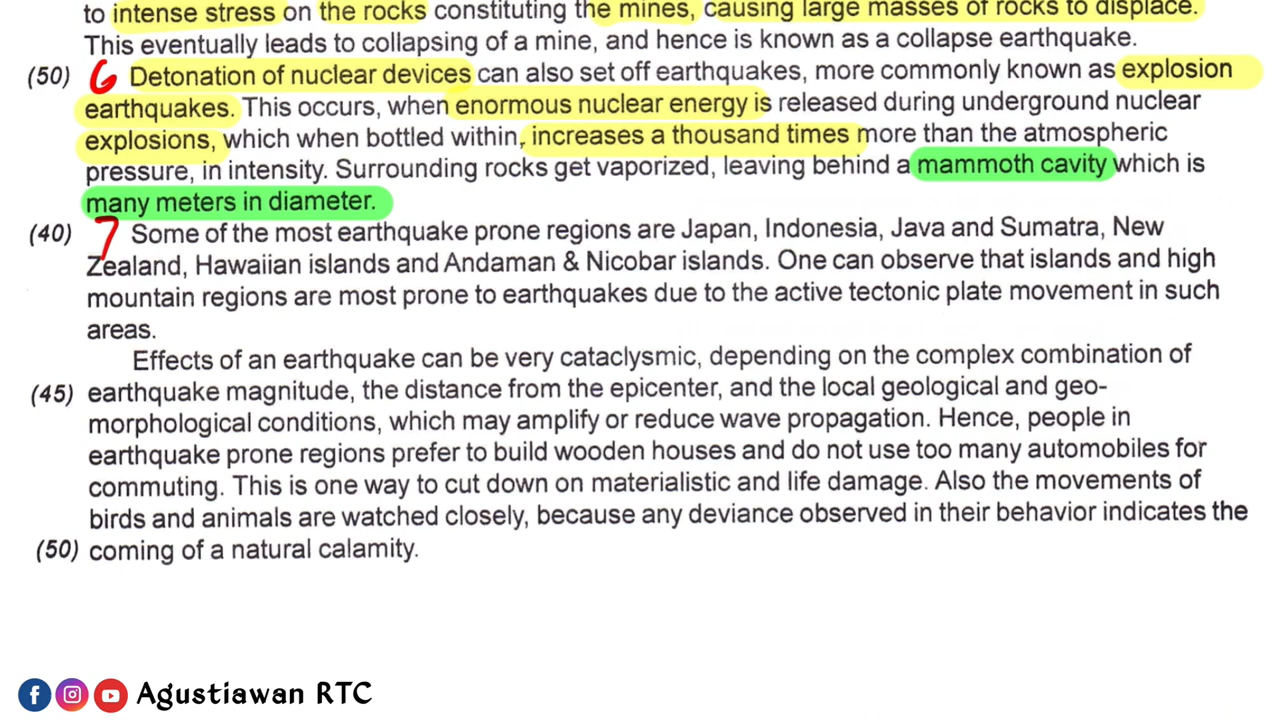 to intense stress on the rocks constituting the mines, causing large masses of rocks to displace.
This eventually leads to collapsing of a mine, and hence is known as a collapse earthquake.
(50) 6 Detonation of nuclear devices can also set off earthquakes, more commonly known as explosion
earthquakes. This occurs, when enormous nuclear energy is released during underground nuclear
explosions, which when bottled within, increases a thousand times more than the atmospheric
pressure, in intensity. Surrounding rocks get vaporized, leaving behind a mammoth cavity which is
many meters in diameter.
(40) 7 Some of the most earthquake prone regions are Japan, Indonesia, Java and Sumatra, New
Zealand, Hawaiian islands and Andaman & Nicobar islands. One can observe that islands and high
mountain regions are most prone to earthquakes due to the active tectonic plate movement in such
areas.
Effects of an earthquake can be very cataclysmic, depending on the complex combination of
(45) earthquake magnitude, the distance from the epicenter, and the local geological and geo-
morphological conditions, which may amplify or reduce wave propagation. Hence, people in
earthquake prone regions prefer to build wooden houses and do not use too many automobiles for
commuting. This is one way to cut down on materialistic and life damage. Also the movements of
birds and animals are watched closely, because any deviance observed in their behavior indicates the
(50) coming of a natural calamity.
Agustiawan RTC